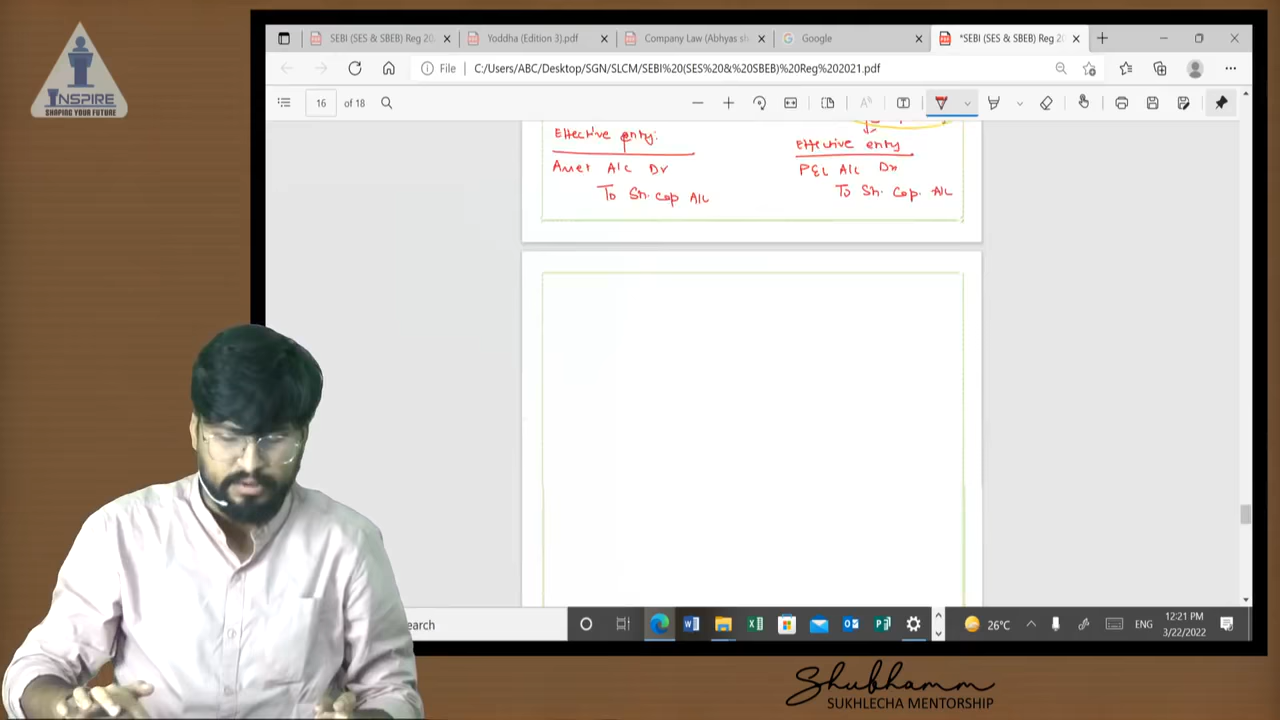 INSPIRE
SHAPING YOUR FUTURE
SEBI (SES & SBEB) Reg 20
Yoddha (Edition 3).pdf
Company Law (Abhyas sh
Google
*SEBI (SES & SBEB) Reg 20
File
C:/Users/ABC/Desktop/SGN/SLCM/SEBI%20(SES%20&%20SBEB)%20Reg%202021.pdf
16 of 18
Effective entry:
Asset A/c Dr
To Sh. Cap A/c
Effective entry
P&L A/c Dr
To Sh. Cap. A/c
earch
26°C
ENG
12:21 PM
3/22/2022
Shubhamm
SUKHLECHA MENTORSHIP